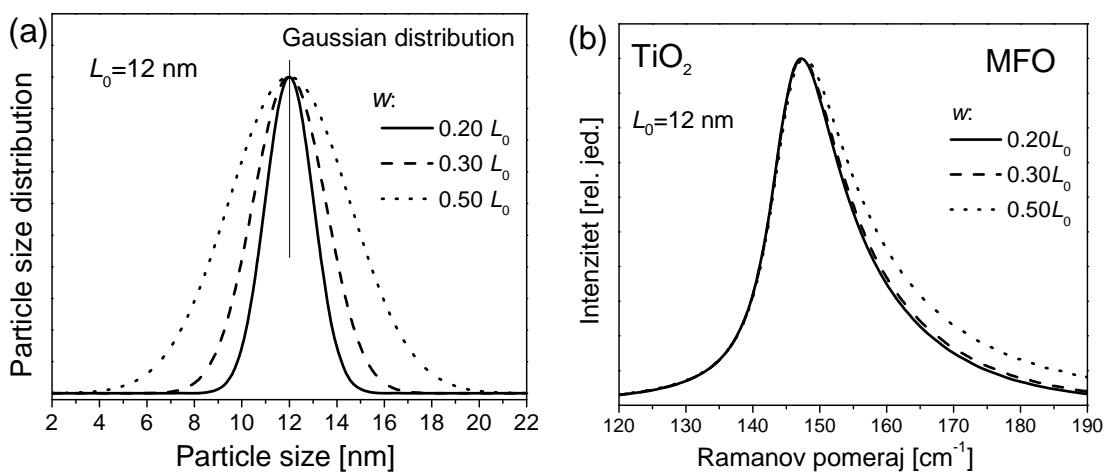 (a)
Gaussian distribution
L₀=12 nm
w:
0.20 L₀
0.30 L₀
0.50 L₀
Particle size distribution
2 4 6 8 10 12 14 16 18 20 22
Particle size [nm]
(b)
TiO₂
MFO
L₀=12 nm
w:
0.20L₀
0.30L₀
0.50L₀
Intenzitet [rel. jed.]
120 130 140 150 160 170 180 190
Ramanov pomeraj [cm⁻¹]